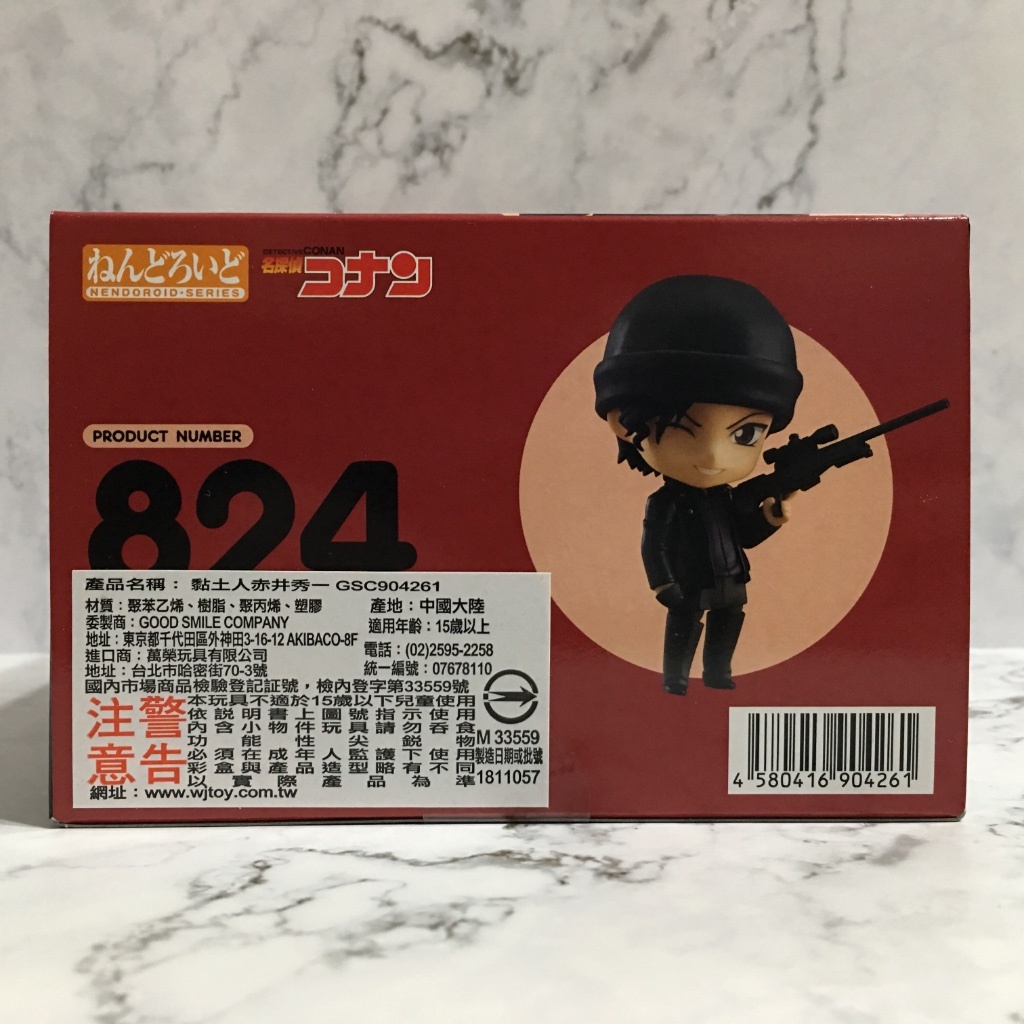 ねんどろいど
NENDOROID•SERIES
DETECTIVE CONAN
名探偵
コナン
PRODUCT NUMBER
824
產品名稱：黏土人赤井秀一 GSC904261
材質：聚苯乙烯、樹脂、聚丙烯、塑膠 產地：中國大陸
委製商：GOOD SMILE COMPANY 適用年齡：15歲以上
地址：東京都千代田區外神田3-16-12 AKIBACO-8F
進口商：萬榮玩具有限公司 電話：(02)2595-2258
地址：台北市哈密街70-3號 統一編號：07678110
國內市場商品檢驗登記証號，檢內登字第33559號
注意
警告
本玩具不適於15歲以下兒童使用
依說明書上圖號指示使用
內含小物件玩具請勿吞食
功能性尖銳物
必須在成年人監護下使用
彩盒與產品造型略有不同
以實際產品為準
M33559
製造日期或批號
1811057
網址：www.wjtoy.com.tw
4 580416 904261